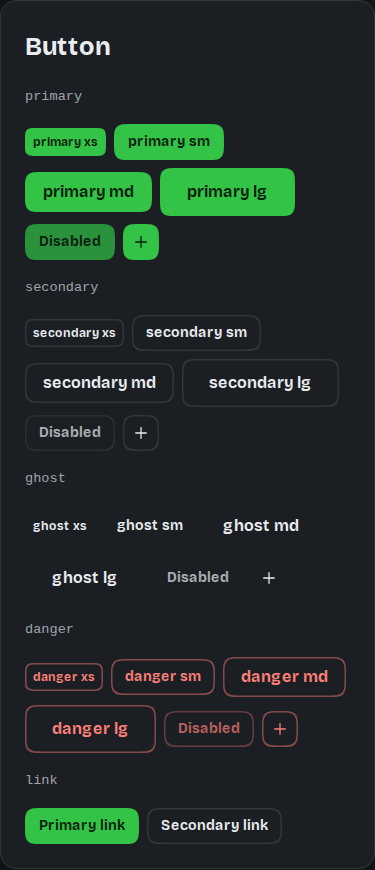 Button
primary
primary xs primary sm
primary md primary lg
Disabled +
secondary
secondary xs secondary sm
secondary md secondary lg
Disabled +
ghost
ghost xs ghost sm ghost md
ghost lg Disabled +
danger
danger xs danger sm danger md
danger lg Disabled +
link
Primary link Secondary link